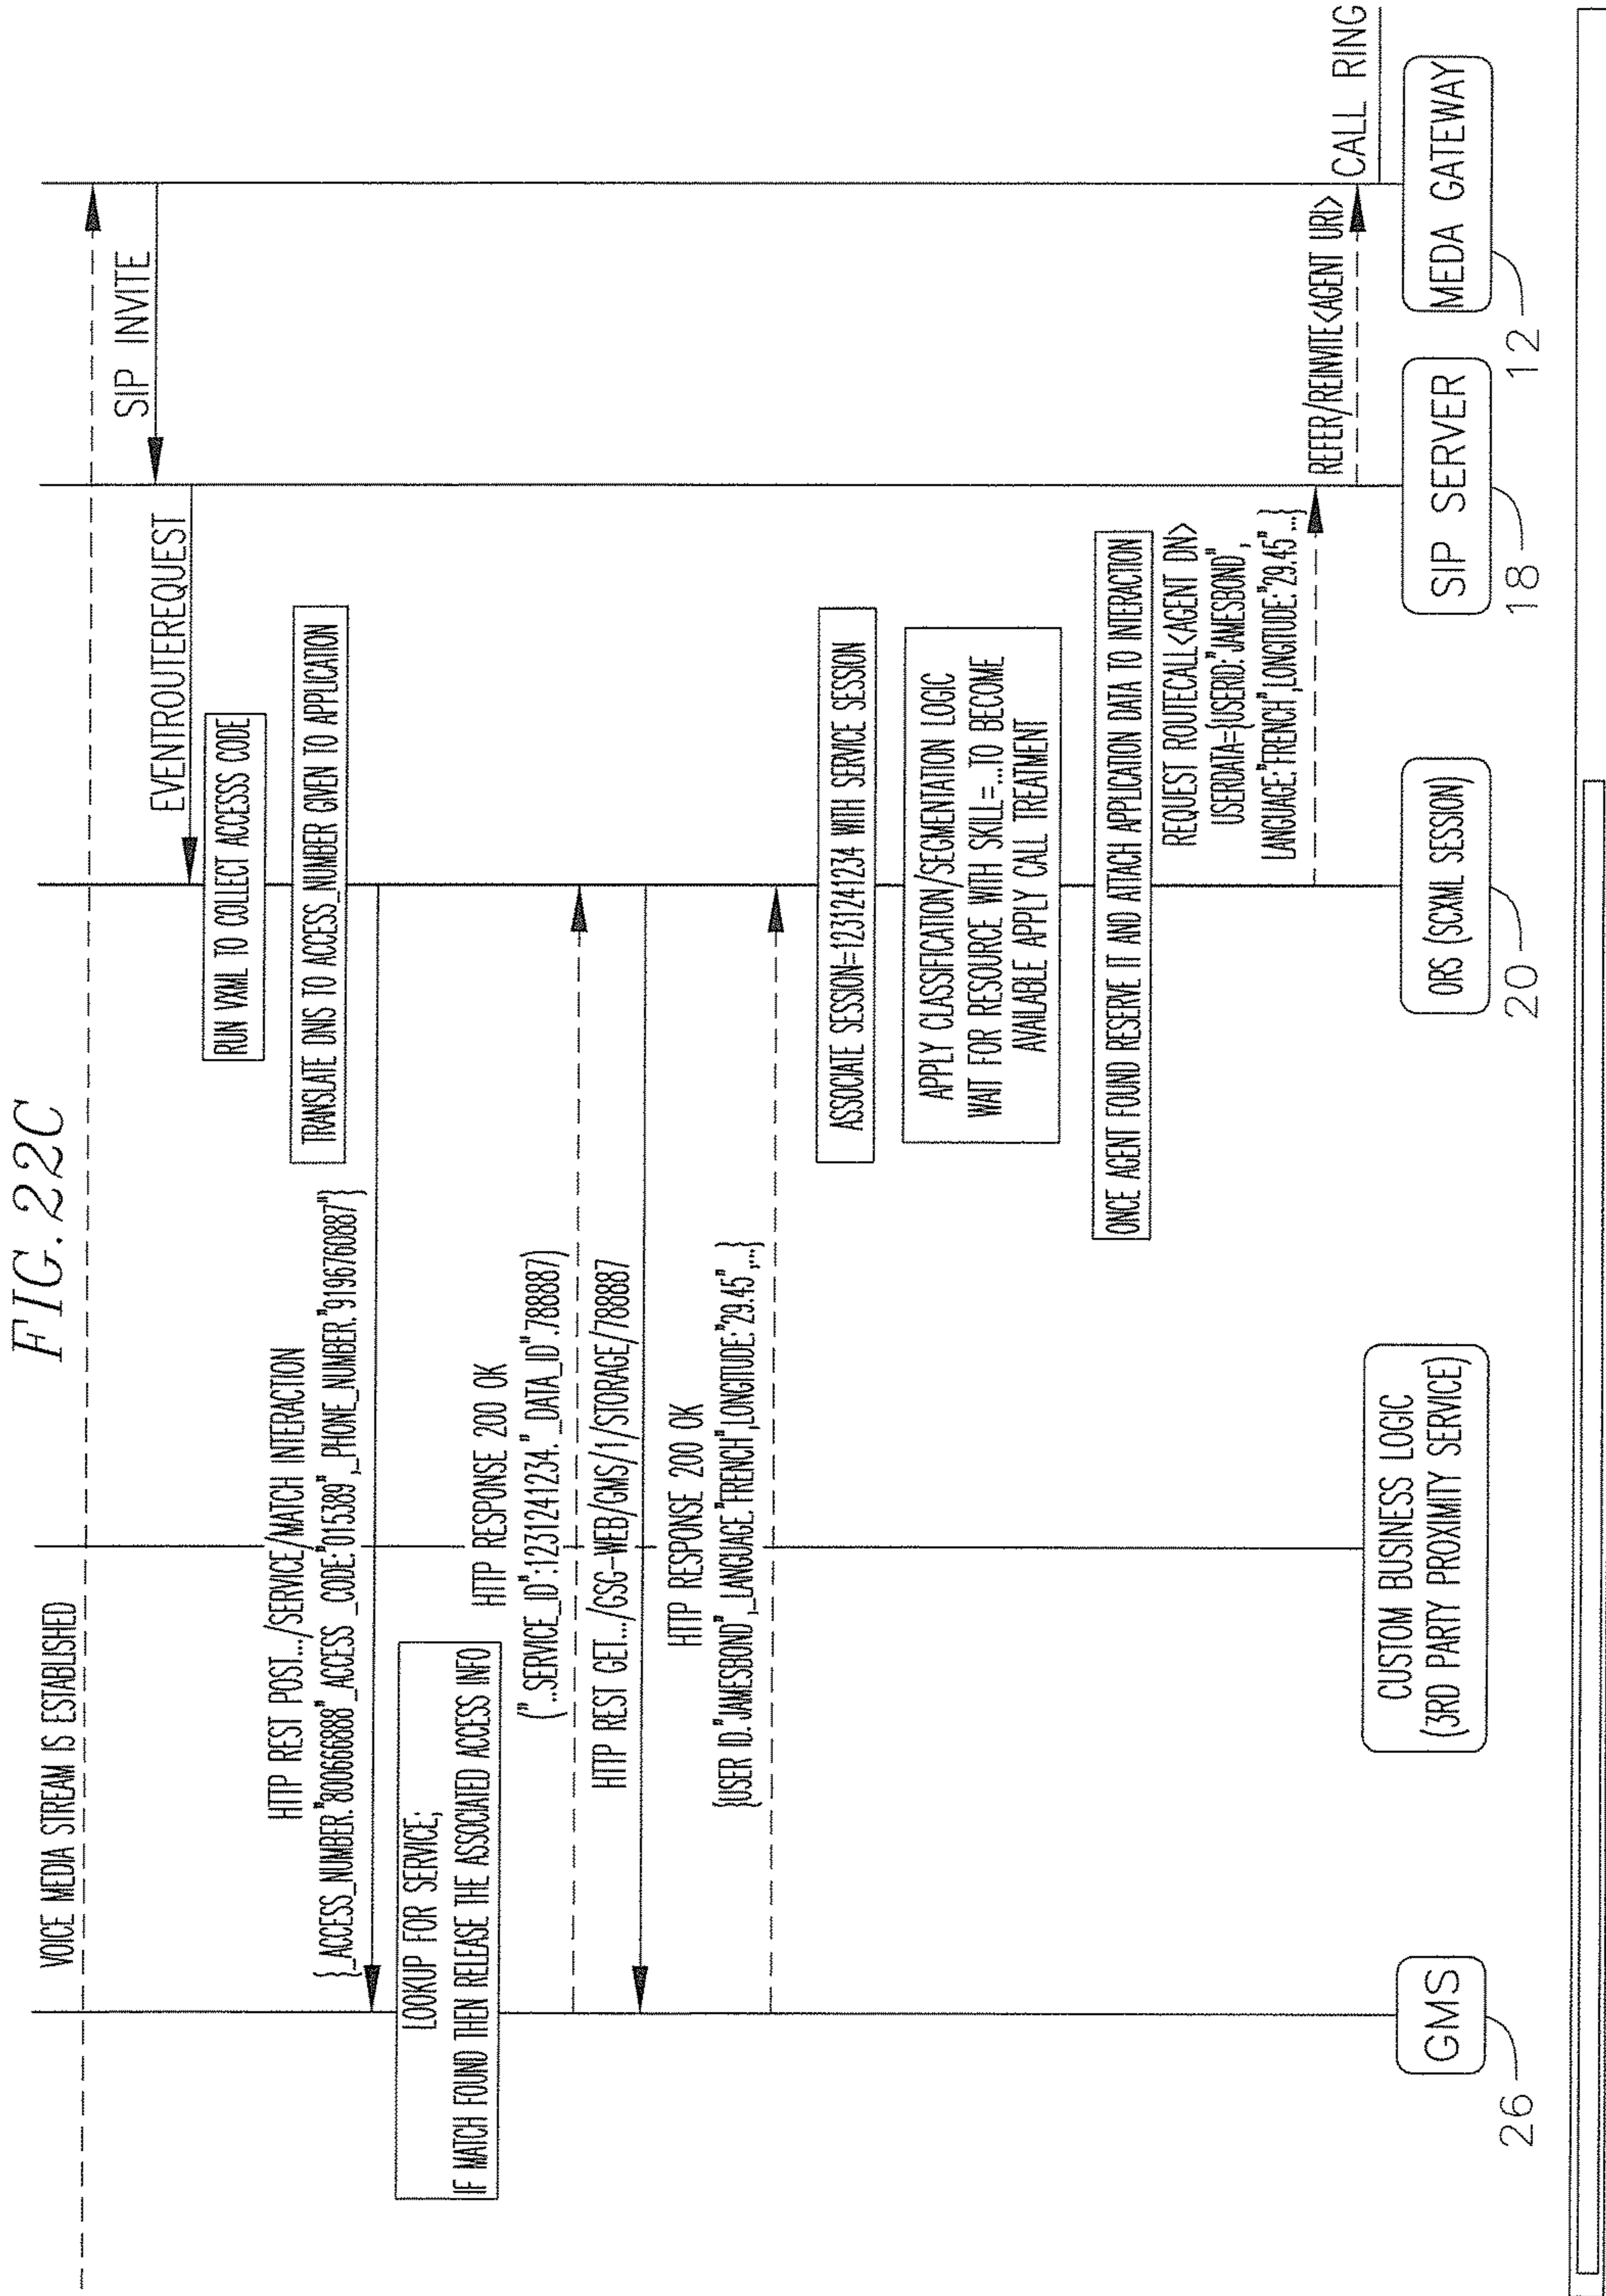 FIG. 22C
VOICE MEDIA STREAM IS ESTABLISHED
SIP INVITE
EVENTROUTEREQUEST
RUN VXML TO COLLECT ACCESSS CODE
TRANSLATE DNIS TO ACCESS_NUMBER GIVEN TO APPLICATION
HTTP REST POST.../SERVICE/MATCH INTERACTION
{_ACCESS_NUMBER."80066888"_ACCESS _CODE:"015389",_PHONE_NUMBER."9196760887"}
LOOKUP FOR SERVICE;
IF MATCH FOUND THEN RELEASE THE ASSOCIATED ACCESS INFO
HTTP RESPONSE 200 OK
("..SERVICE_ID":1231241234."_DATA_ID".788887)
HTTP REST GET.../GSG-WEB/GMS/1/STORAGE/788887
HTTP RESPONSE 200 OK
{USER ID."JAMESBOND",_LANGUAGE."FRENCH",LONGITUDE:"29.45",...}
ASSOCIATE SESSION=1231241234 WITH SERVICE SESSION
APPLY CLASSIFICATION/SEGMENTATION LOGIC
WAIT FOR RESOURCE WITH SKILL=...TO BECOME
AVAILABLE APPLY CALL TREATMENT
ONCE AGENT FOUND RESERVE IT AND ATTACH APPLICATION DATA TO INTERACTION
REQUEST ROUTECALL<AGENT DN>
USERDATA={USERID:"JAMESBOND",
LANGUAGE:"FRENCH",LONGITUDE:"29.45"...}
REFER/REINVITE<AGENT URI>
CALL RING
GMS
26
CUSTOM BUSINESS LOGIC
(3RD PARTY PROXIMITY SERVICE)
ORS (SCXML SESSION)
20
SIP SERVER
18
MEDA GATEWAY
12